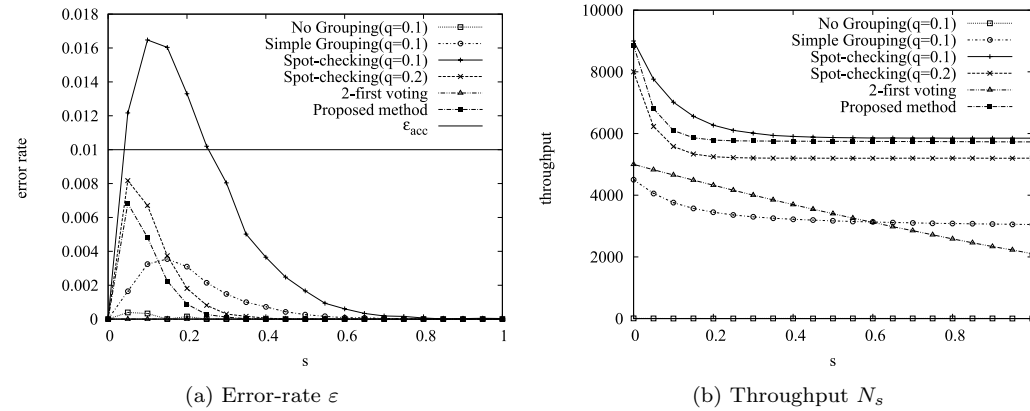 0.018
0.016
0.014
0.012
0.01
0.008
0.006
0.004
0.002
0
error rate
No Grouping(q=0.1)
Simple Grouping(q=0.1)
Spot-checking(q=0.1)
Spot-checking(q=0.2)
2-first voting
Proposed method
εacc
0 0.2 0.4 0.6 0.8 1
s
(a) Error-rate ε
10000
8000
6000
4000
2000
0
throughput
No Grouping(q=0.1)
Simple Grouping(q=0.1)
Spot-checking(q=0.1)
Spot-checking(q=0.2)
2-first voting
Proposed method
0 0.2 0.4 0.6 0.8
s
(b) Throughput Ns